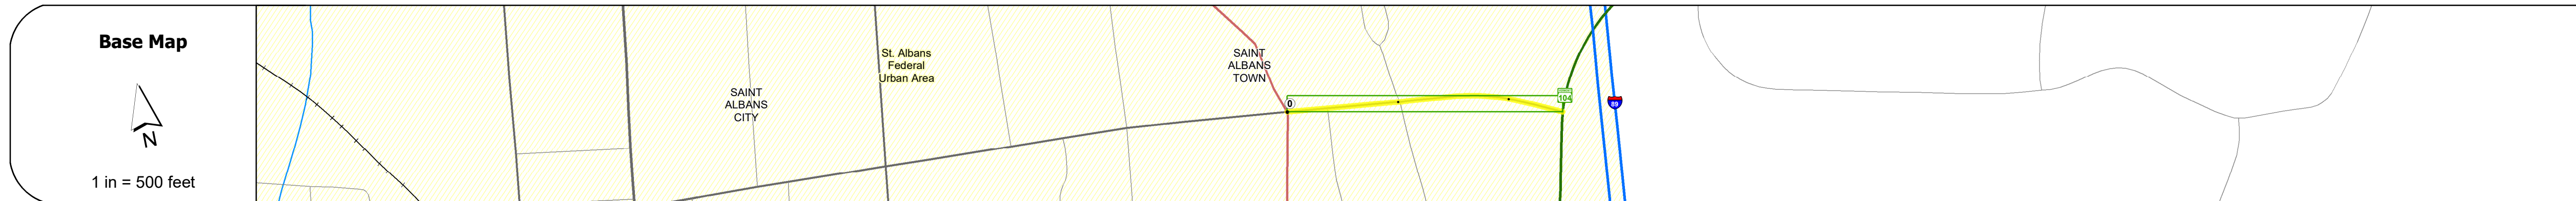 Base Map
N
1 in = 500 feet
SAINT
ALBANS
CITY
St. Albans
Federal
Urban Area
SAINT
ALBANS
TOWN
0
104
89